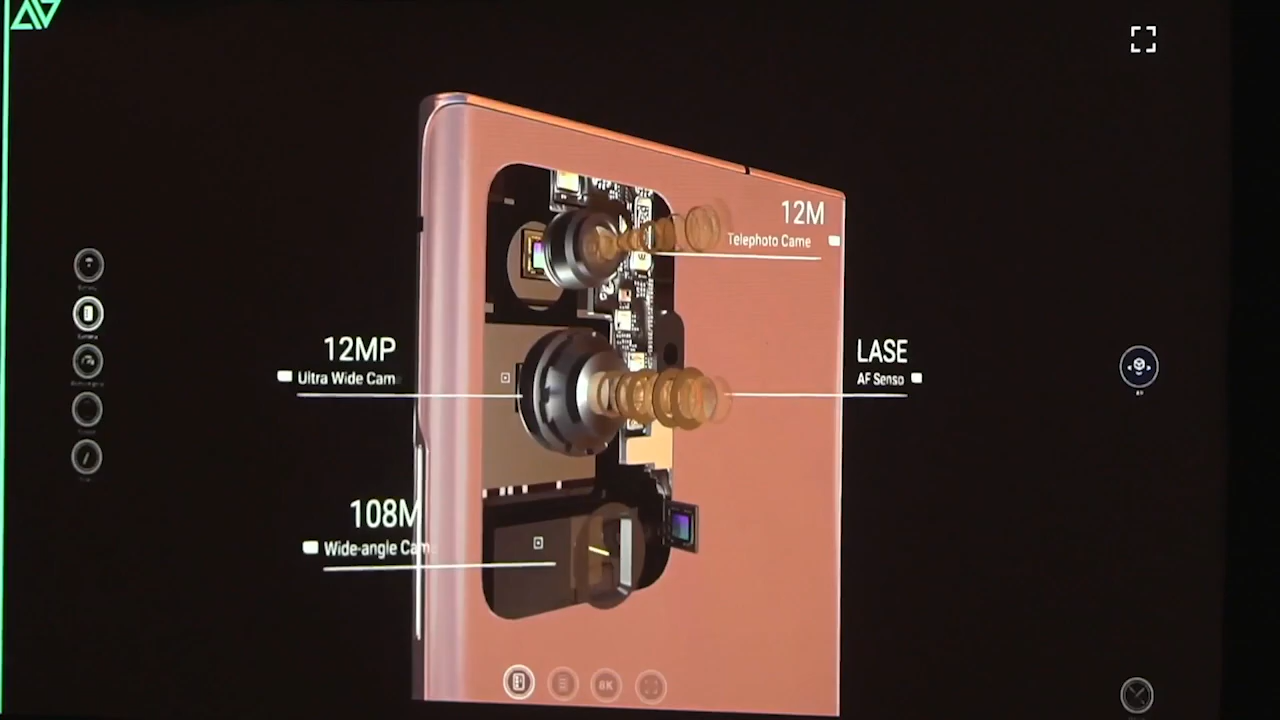 12M
Telephoto Came
12MP
Ultra Wide Cam
LASE
AF Senso
108M
Wide-angle Cam
8K